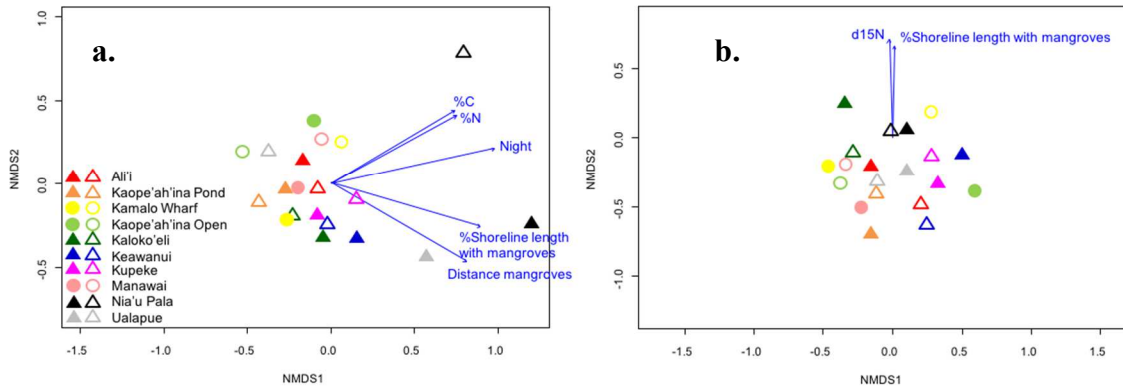 a.
1.0
0.5
0.0
-0.5
NMDS2
-1.5
-1.0
-0.5
0.0
0.5
1.0
NMDS1
%C
%N
Night
%Shoreline length
with mangroves
Distance mangroves
Ali'i
Kaope'ah'ina Pond
Kamalo Wharf
Kaope'ah'ina Open
Kaloko'eli
Keawanui
Kupeke
Manawai
Nia'u Pala
Ualapue
b.
d15N
%Shoreline length with mangroves
0.5
0.0
-0.5
-1.0
NMDS2
-1.5
-1.0
-0.5
0.0
0.5
1.0
1.5
NMDS1